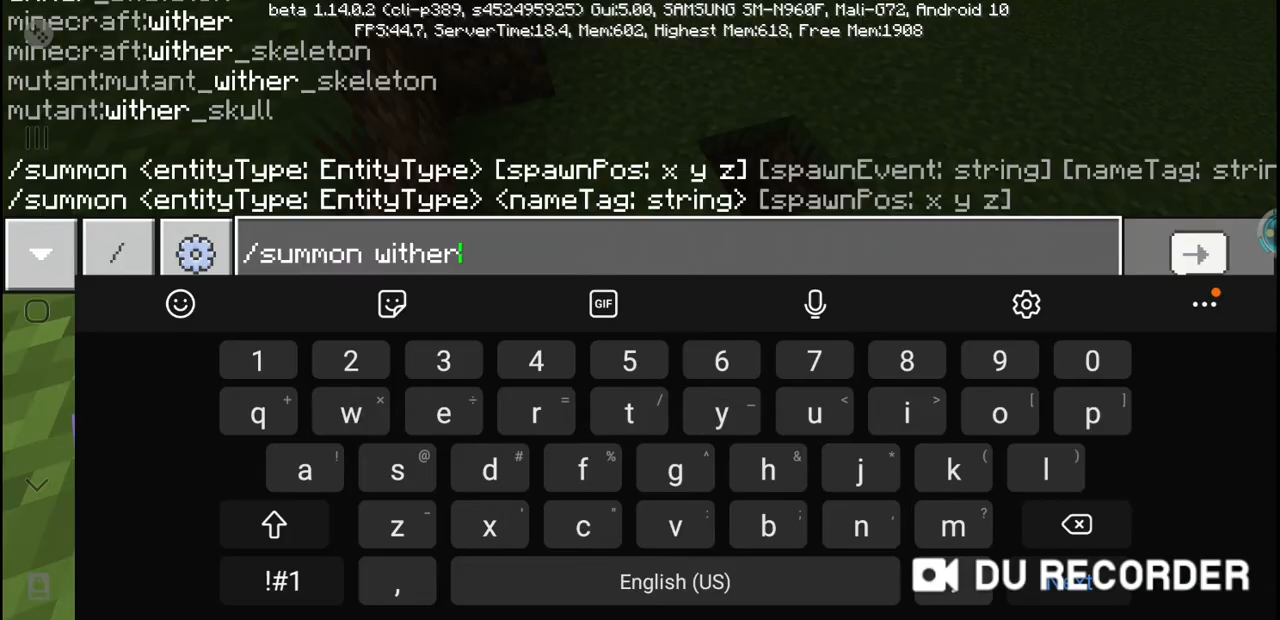 beta 1.14.0.2 (cli-p389, s452495925) Gui:5.00, SAMSUNG SM-N960F, Mali-G72, Android 10
FPS:44.7, ServerTime:18.4, Mem:602, Highest Mem:618, Free Mem:1908
minecraft:wither
minecraft:wither_skeleton
mutant:mutant_wither_skeleton
mutant:wither_skull
/summon <entityType: EntityType> [spawnPos: x y z] [spawnEvent: string] [nameTag: strin
/summon <entityType: EntityType> <nameTag: string> [spawnPos: x y z]
/ /summon wither
GIF
1 2 3 4 5 6 7 8 9 0
q + w × e ÷ r = t / y _ u < i > o [ p ]
a ! s @ d # f % g ^ h & j * k ( l )
z - x ' c " v : b ; n , m ?
!#1 , English (US) Next
DU RECORDER